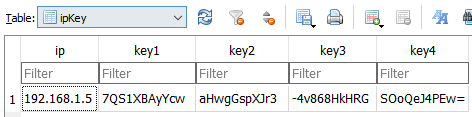 Table: ipKey
ip key1 key2 key3 key4
Filter Filter Filter Filter Filter
1 192.168.1.5 7QS1XBAyYcw aHwgGspXJr3 -4v868HkHRG SOoQeJ4PEw=